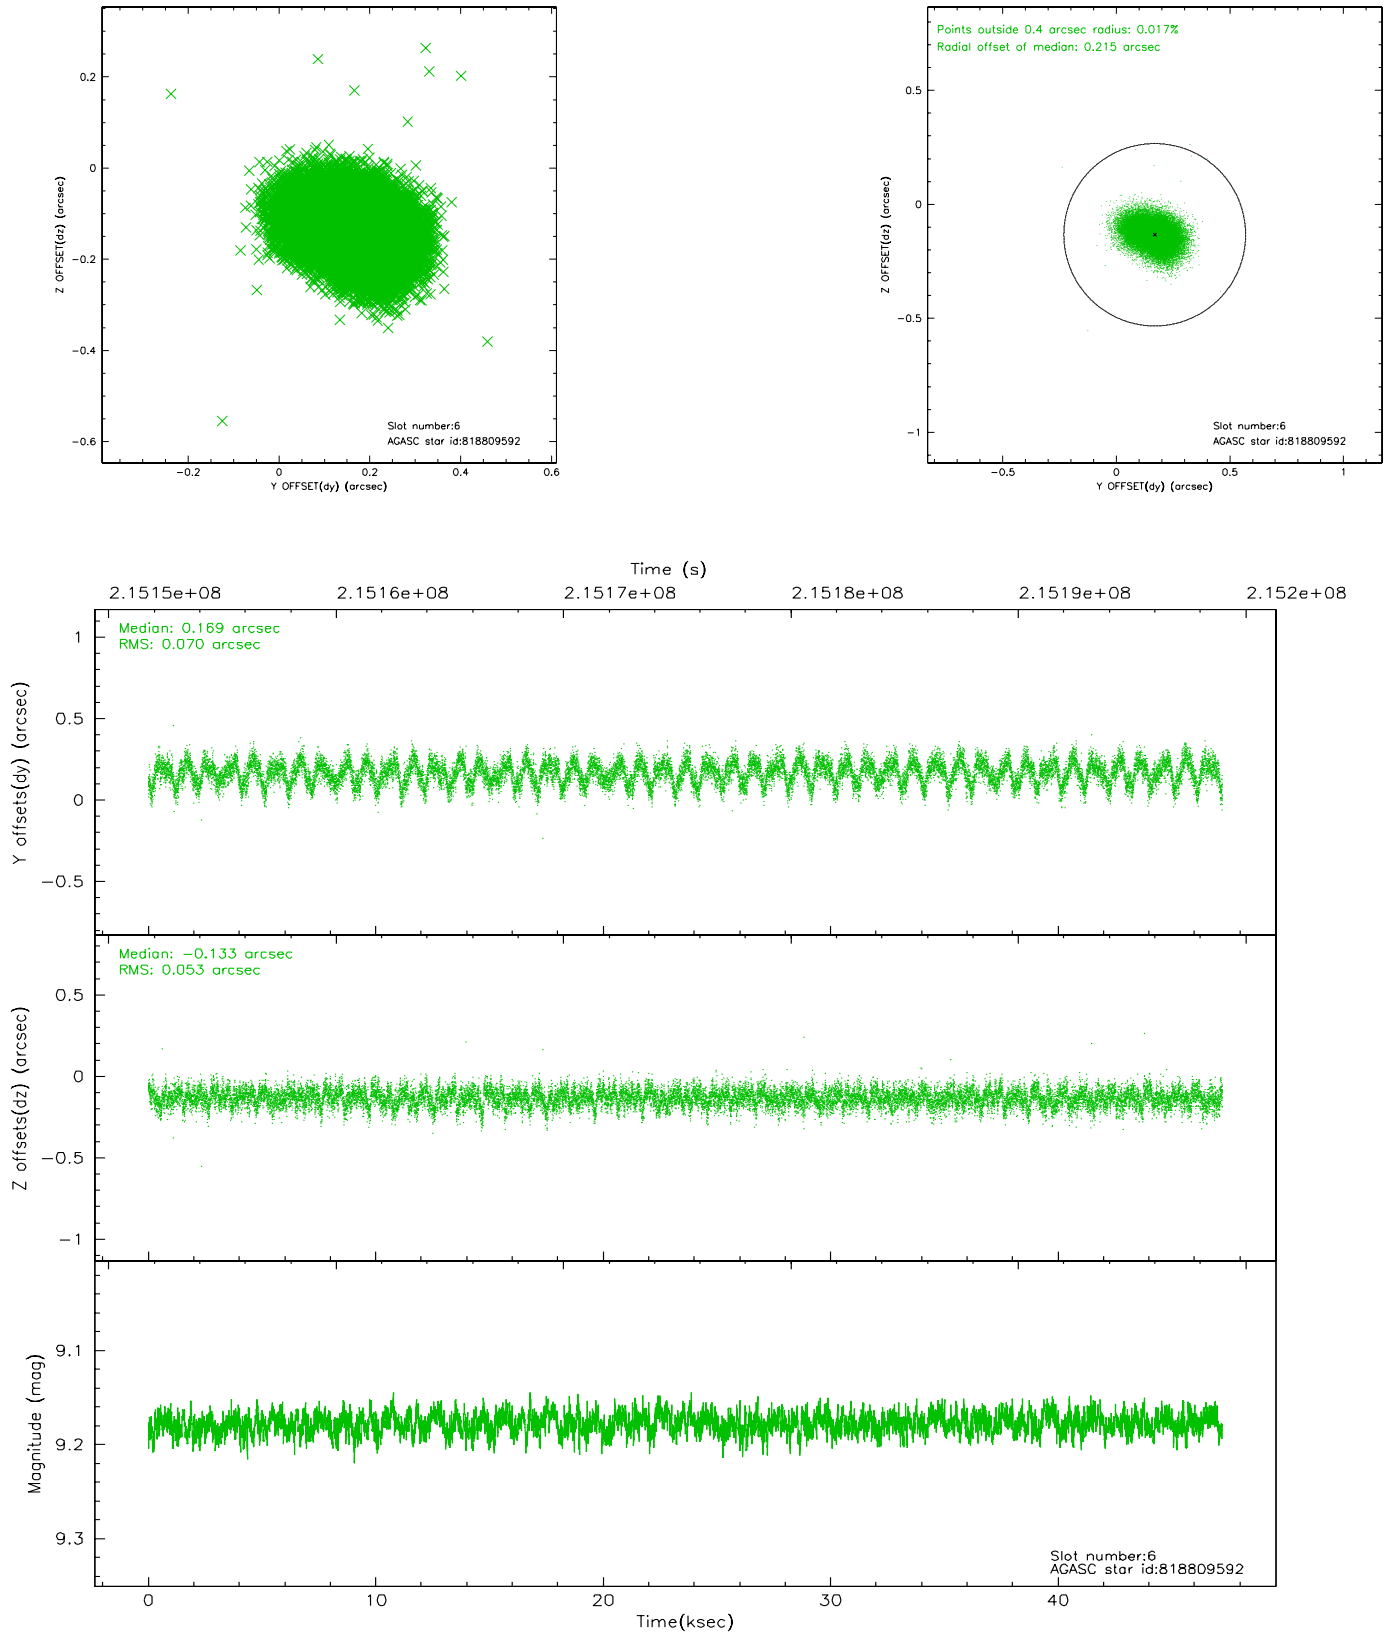 0.2
0
−0.2
−0.4
−0.6
Z OFFSET(dz) (arcsec)
Slot number:6
AGASC star id:818809592
−0.2 0 0.2 0.4 0.6
Y OFFSET(dy) (arcsec)
Points outside 0.4 arcsec radius: 0.017%
Radial offset of median: 0.215 arcsec
0.5
0
−0.5
−1
Z OFFSET(dz) (arcsec)
Slot number:6
AGASC star id:818809592
−0.5 0 0.5 1
Y OFFSET(dy) (arcsec)
Time (s)
2.1515e+08 2.1516e+08 2.1517e+08 2.1518e+08 2.1519e+08 2.152e+08
Median: 0.169 arcsec
RMS: 0.070 arcsec
1
0.5
0
−0.5
Y offsets(dy) (arcsec)
Median: −0.133 arcsec
RMS: 0.053 arcsec
0.5
0
−0.5
−1
Z offsets(dz) (arcsec)
9.1
9.2
9.3
Magnitude (mag)
Slot number:6
AGASC star id:818809592
0 10 20 30 40
Time(ksec)